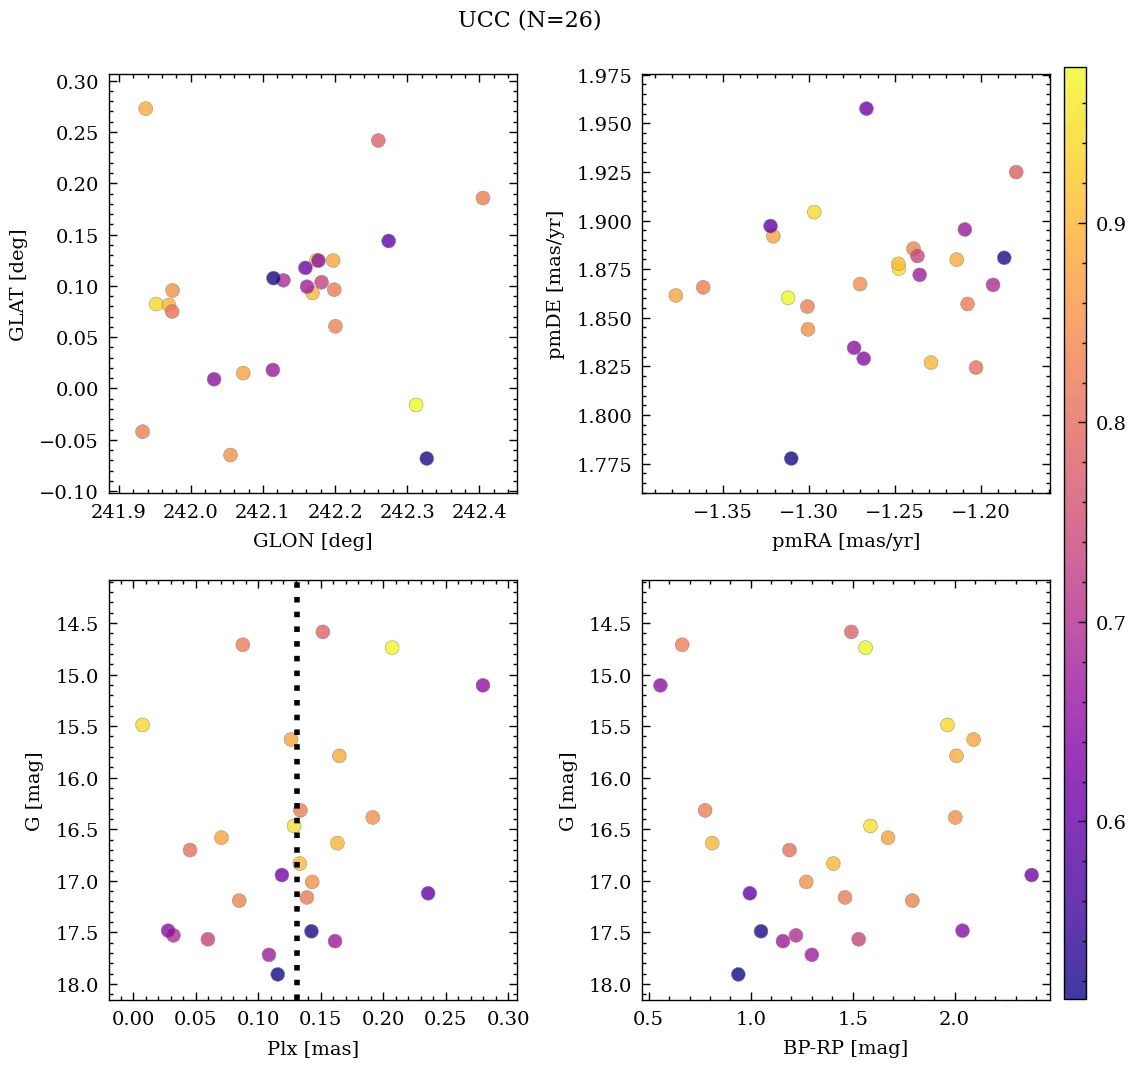 UCC (N=26)
0.30
0.25
0.20
0.15
0.10
0.05
0.00
−0.05
−0.10
GLAT [deg]
241.9 242.0 242.1 242.2 242.3 242.4
GLON [deg]
1.975
1.950
1.925
1.900
1.875
1.850
1.825
1.800
1.775
pmDE [mas/yr]
−1.35 −1.30 −1.25 −1.20
pmRA [mas/yr]
14.5
15.0
15.5
16.0
16.5
17.0
17.5
18.0
G [mag]
0.00 0.05 0.10 0.15 0.20 0.25 0.30
Plx [mas]
14.5
15.0
15.5
16.0
16.5
17.0
17.5
18.0
G [mag]
0.5 1.0 1.5 2.0
BP-RP [mag]
0.9
0.8
0.7
0.6